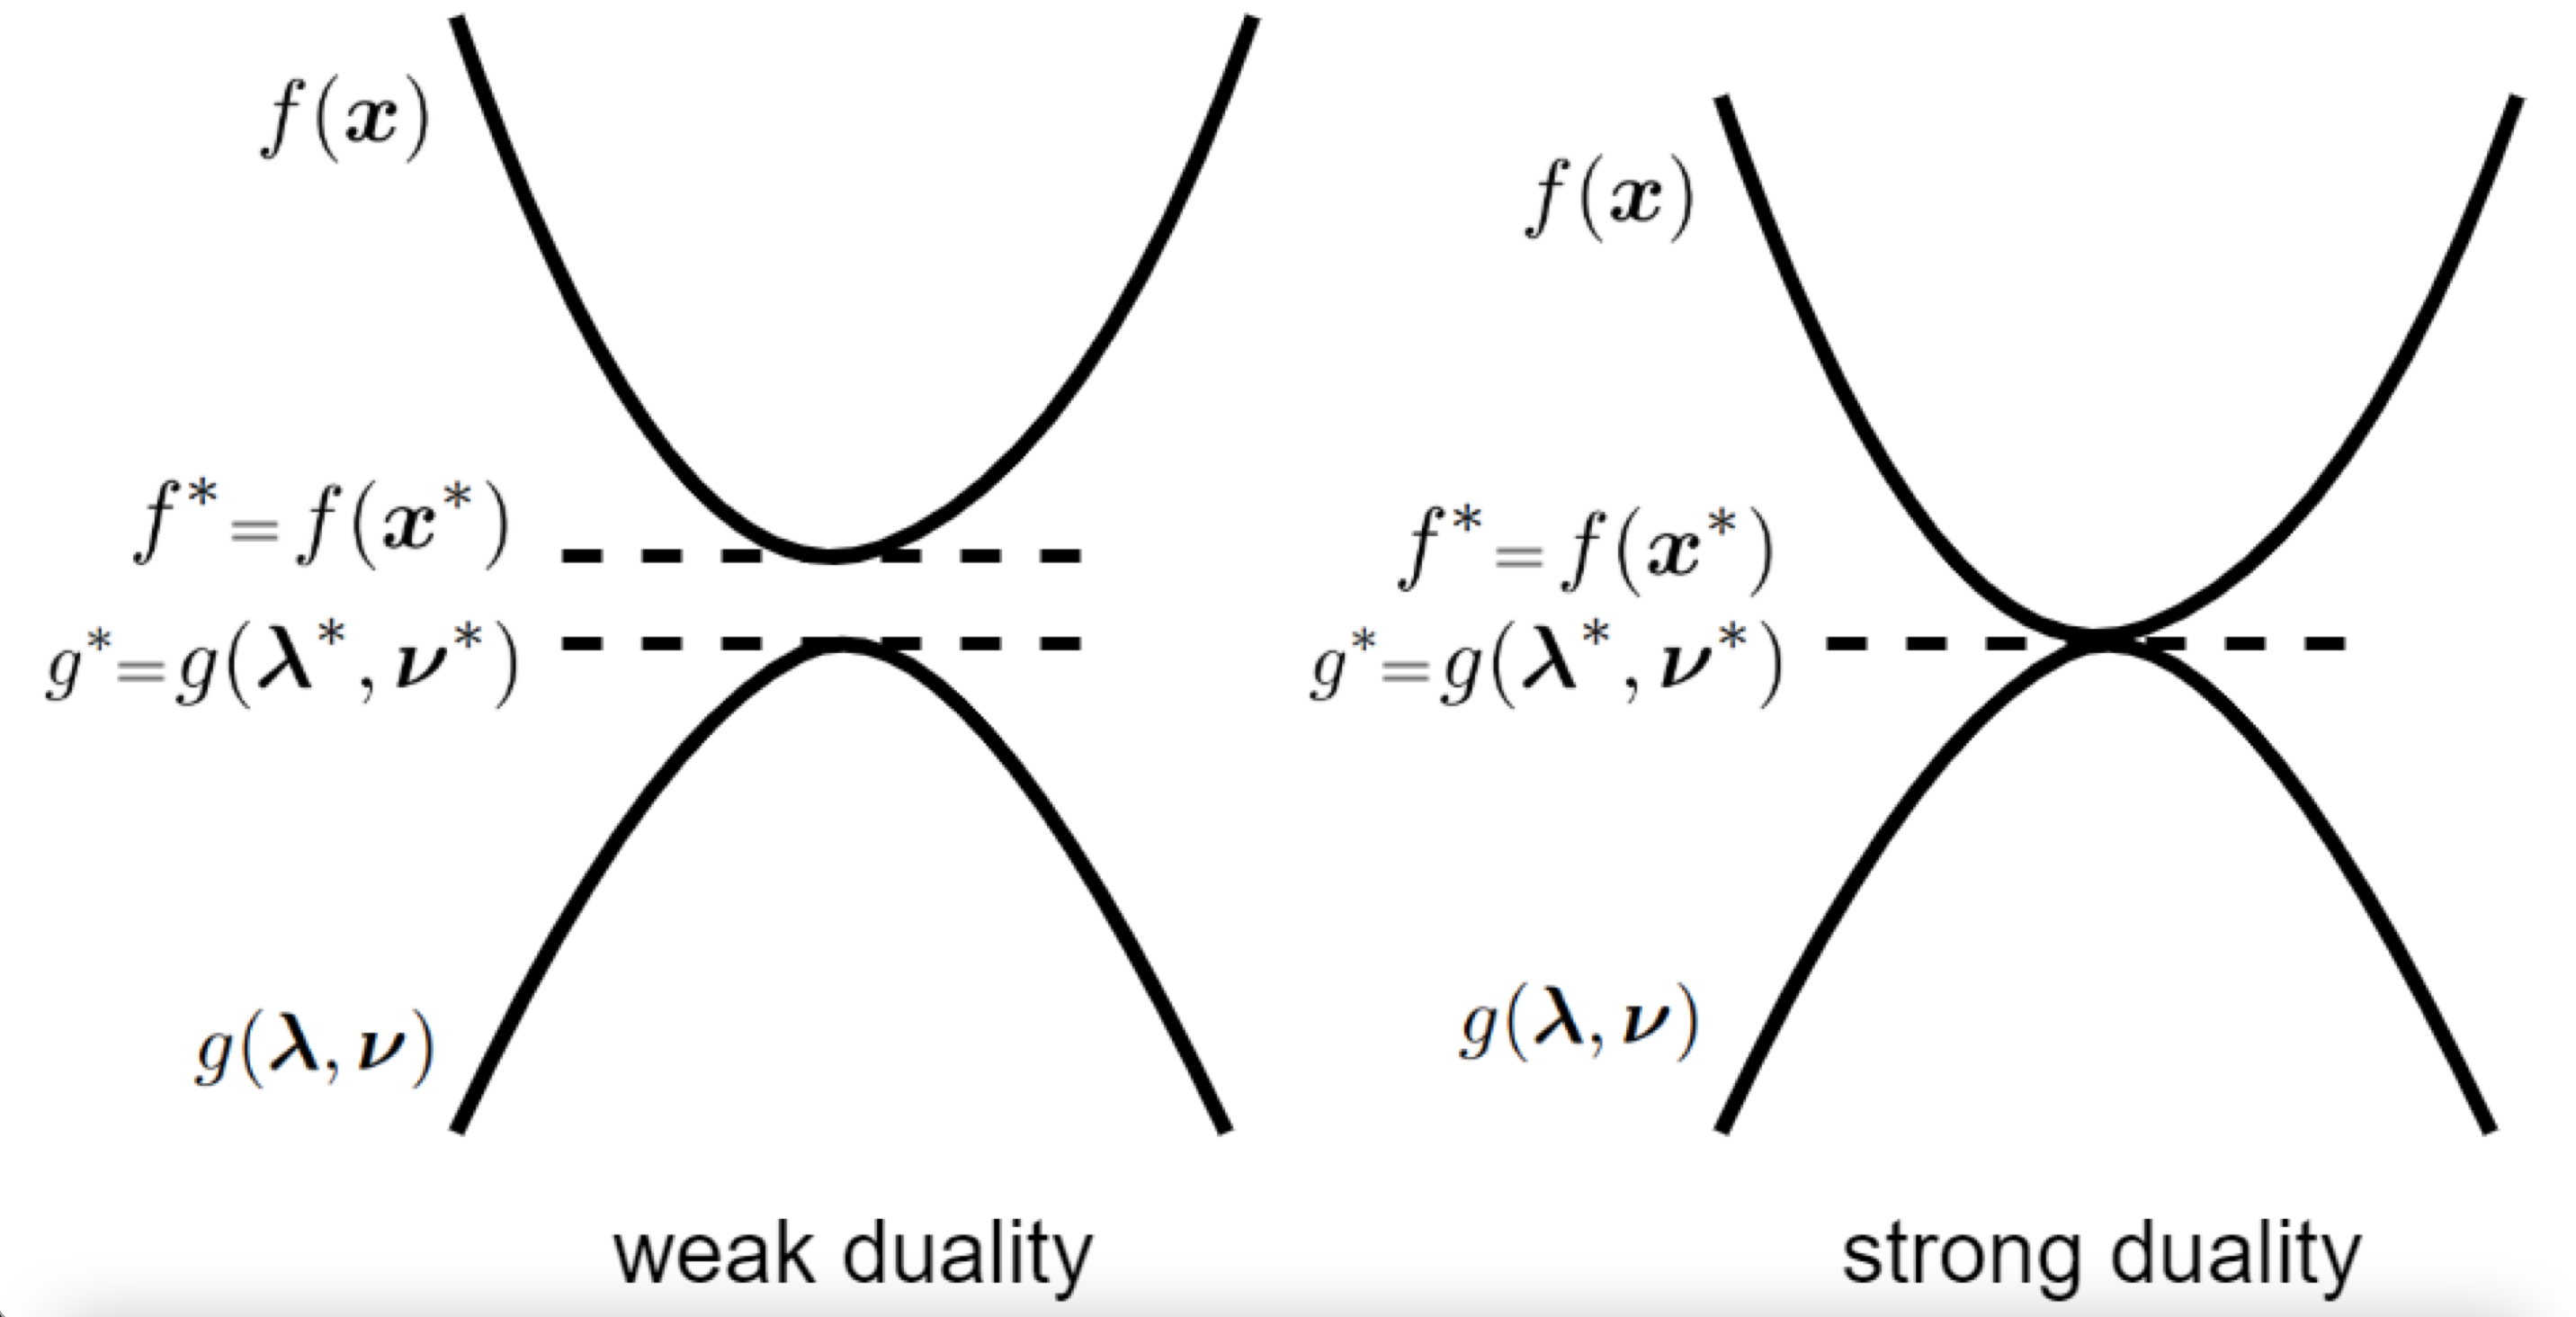 f(x)
f* = f(x*)
g* = g(λ*, ν*)
g(λ, ν)
weak duality
f(x)
f* = f(x*)
g* = g(λ*, ν*)
g(λ, ν)
strong duality